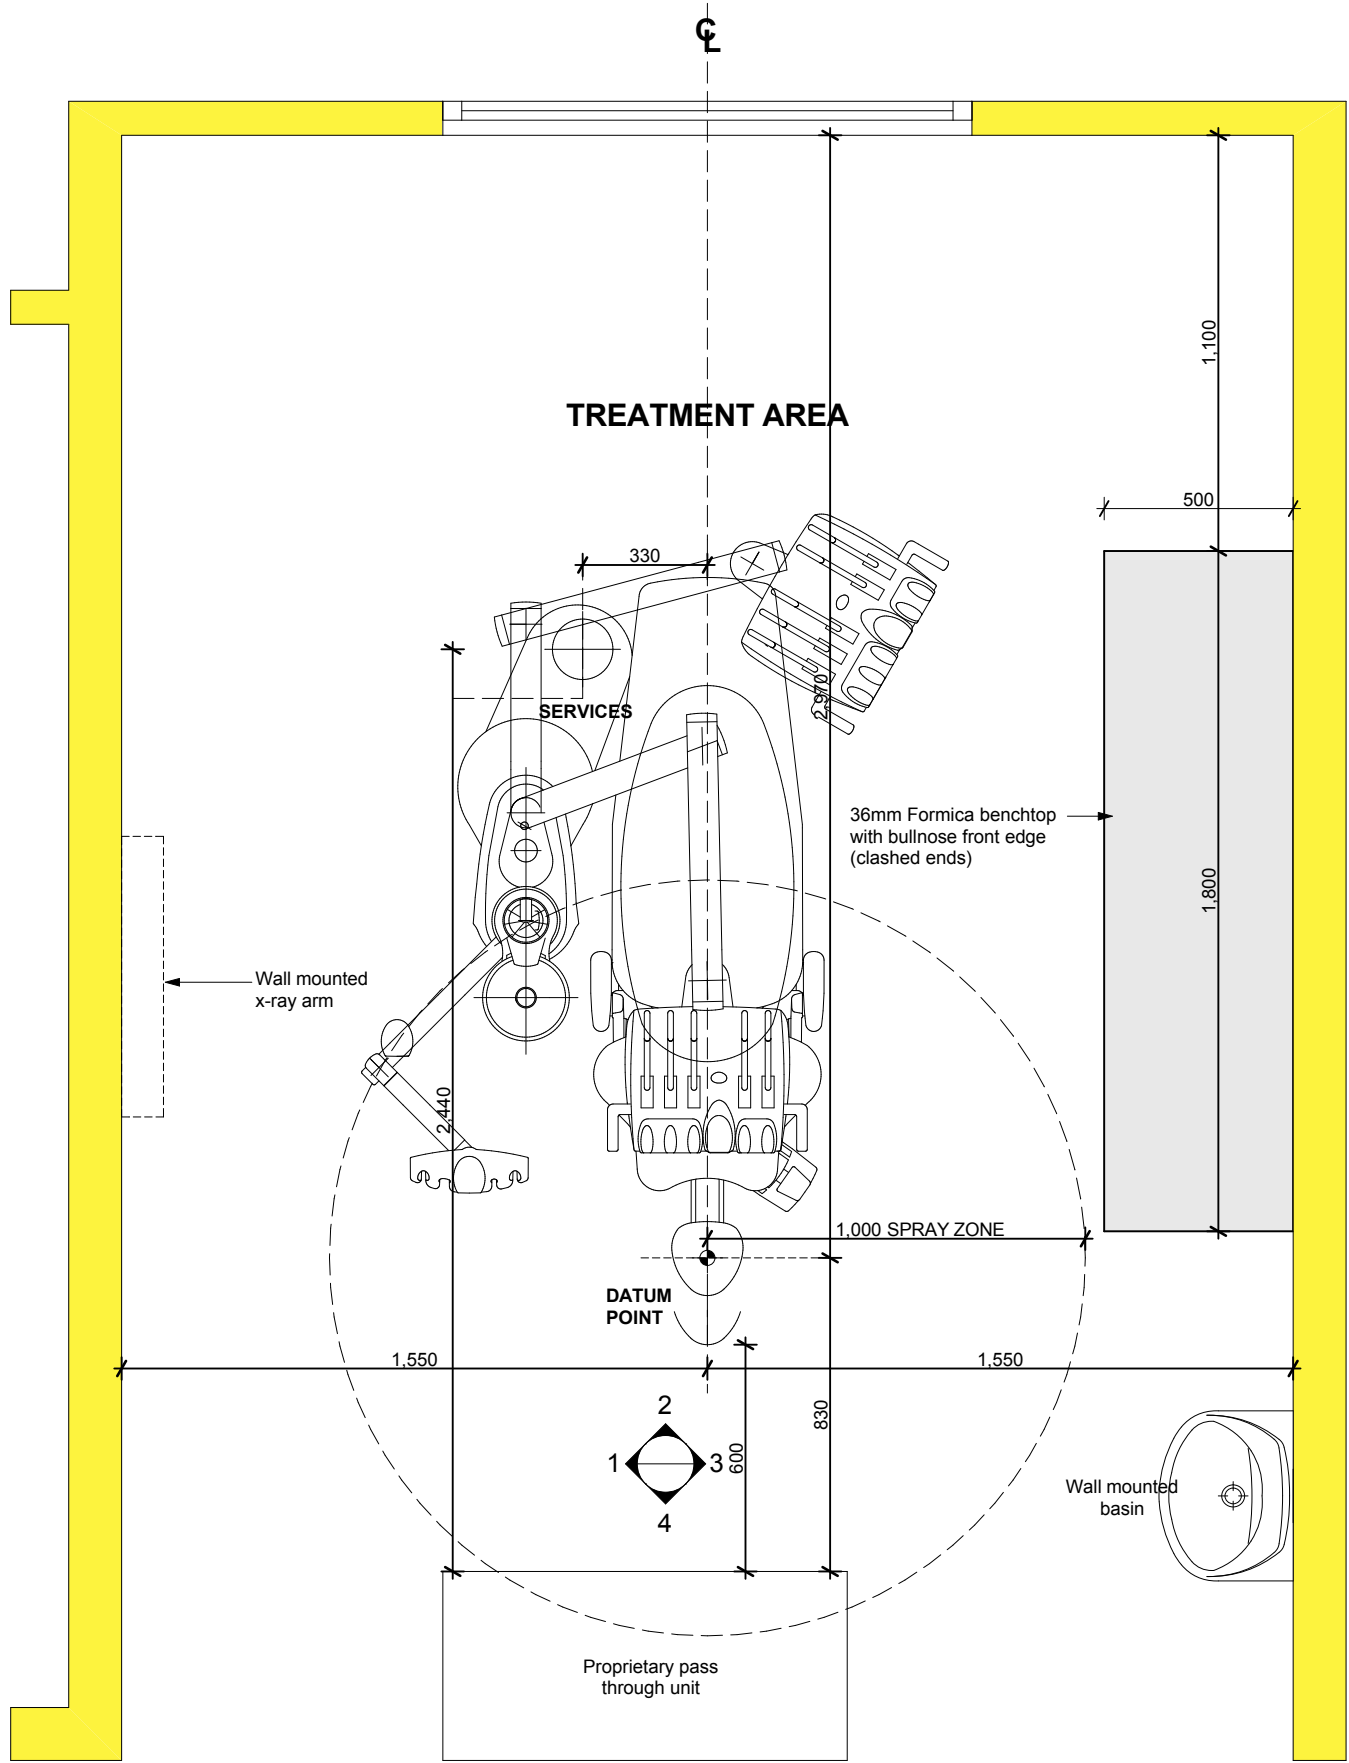 ℄
1,100
TREATMENT AREA
500
330
2,970
SERVICES
36mm Formica benchtop
with bullnose front edge
(clashed ends)
1,800
Wall mounted
x-ray arm
2,440
1,000 SPRAY ZONE
DATUM
POINT
1,550
1,550
2
830
1
3
600
4
Wall mounted
basin
Proprietary pass
through unit